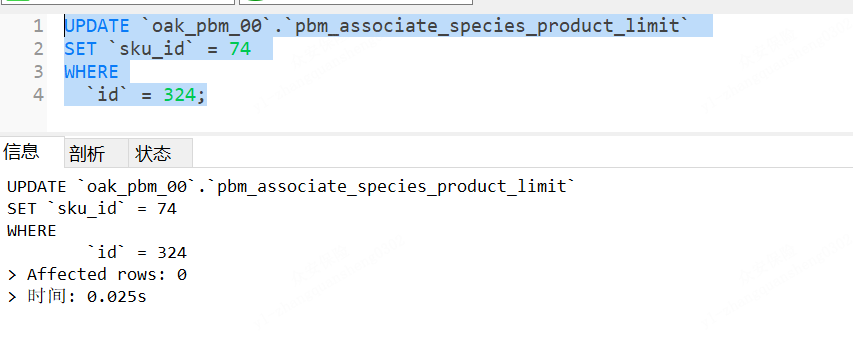 1 UPDATE `oak_pbm_00`.`pbm_associate_species_product_limit`
2 SET `sku_id` = 74
3 WHERE
4 `id` = 324;
信息 剖析 状态
UPDATE `oak_pbm_00`.`pbm_associate_species_product_limit`
SET `sku_id` = 74
WHERE
`id` = 324
> Affected rows: 0
> 时间: 0.025s